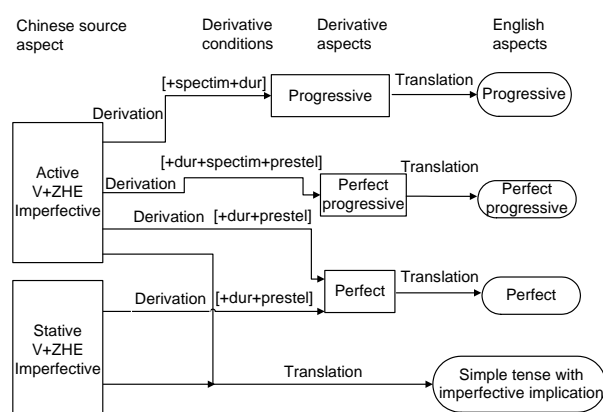 Chinese source
aspect
Derivative
conditions
Derivative
aspects
English
aspects
[+spectim+dur]
Translation
Derivation
Progressive
Progressive
Active
V+ZHE
Imperfective
[+dur+spectim+prestel]
Translation
Derivation
Perfect
progressive
Perfect
progressive
Derivation [+dur+prestel]
Translation
Derivation [+dur+prestel]
Perfect
Perfect
Stative
V+ZHE
Imperfective
Translation
Simple tense with
imperfective implication